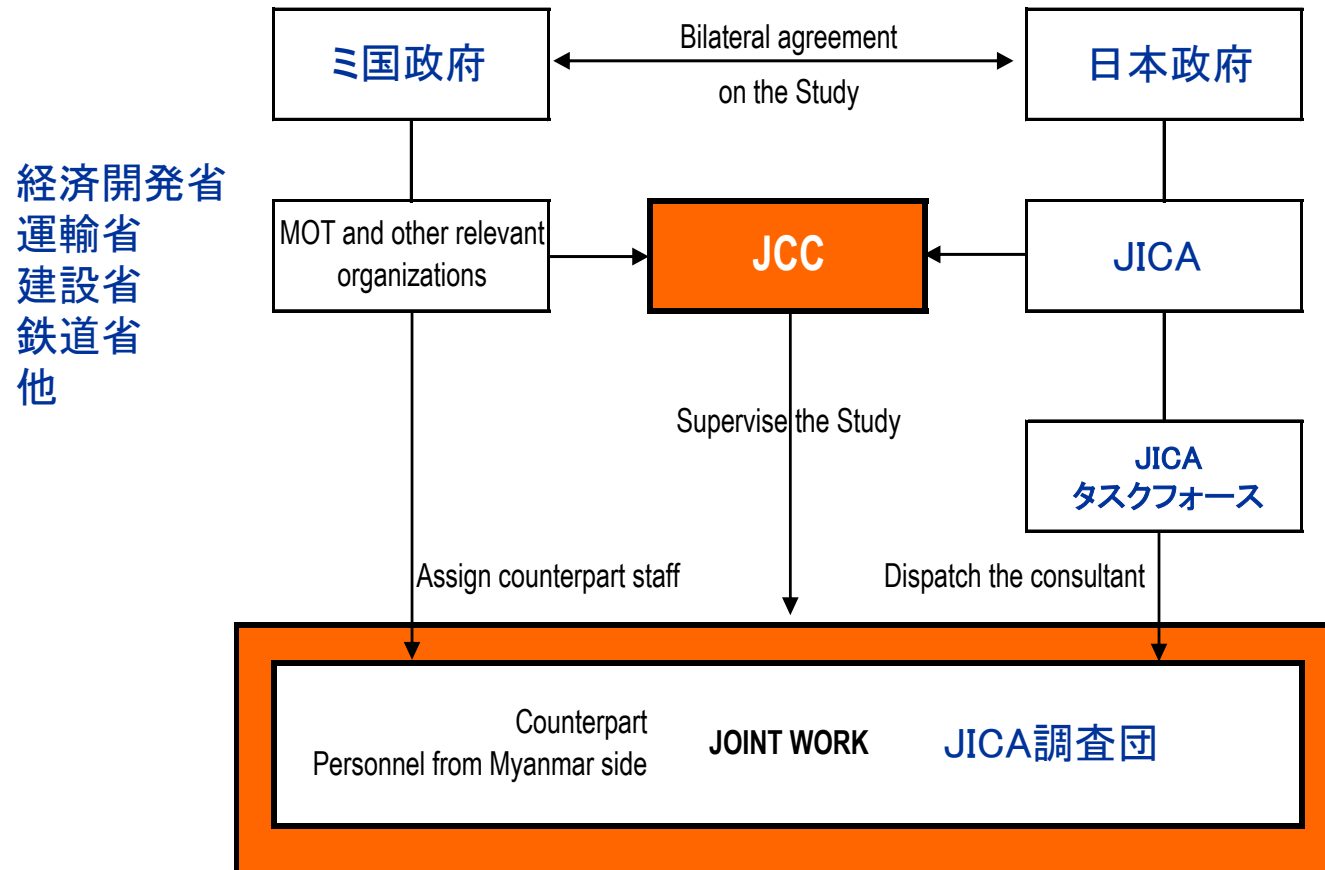 ミ国政府
Bilateral agreement
on the Study
日本政府
経済開発省
運輸省
建設省
鉄道省
他
MOT and other relevant
organizations
JCC
JICA
Supervise the Study
JICA
タスクフォース
Assign counterpart staff
Dispatch the consultant
Counterpart
Personnel from Myanmar side
JOINT WORK
JICA調査団